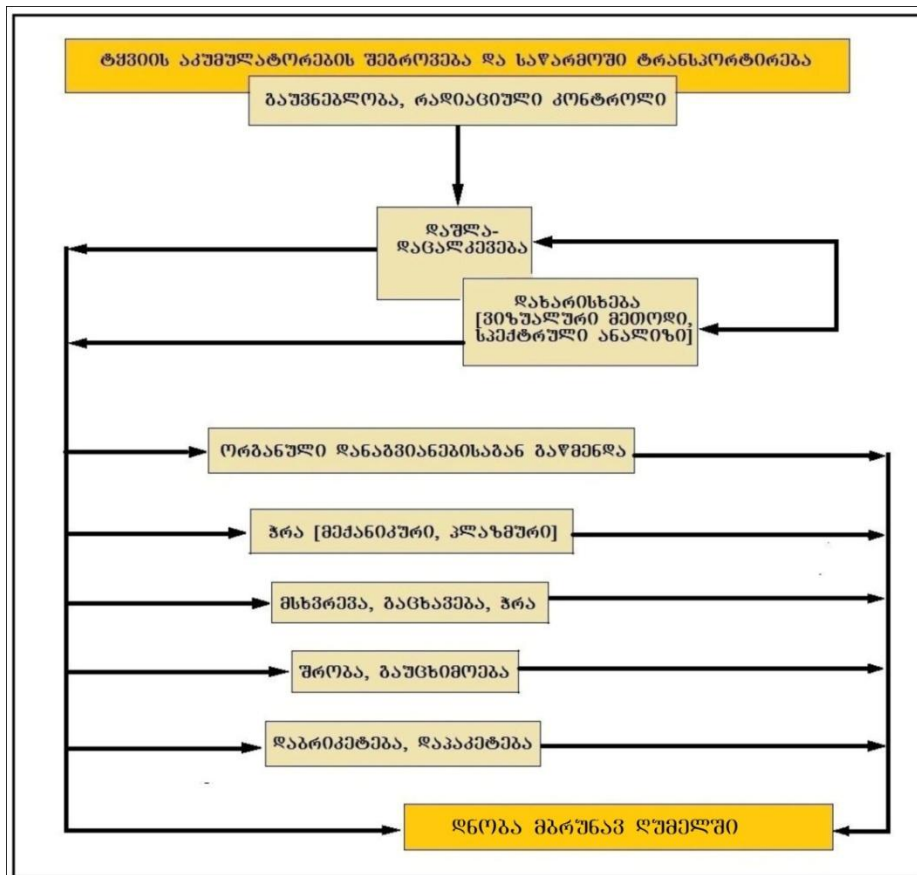 ტყვიის აკუმულატორების შეგროვება და საწარმოში ტრანსპორტირება
გაუვნებლობა, რადიაციული კონტროლი
დაშლა-
დაცალკევება
დახარისხება
[ვიზუალური მეთოდი,
სპექტრული ანალიზი]
ორგანული დანაგვიანებისაგან გაწმენდა
ჭრა [მექანიკური, პლაზმური]
მსხვრევა, გაცხავება, ჭრა
შრობა, გაუცხიმოება
დაბრიკეტება, დაპაკეტება
დნობა მბრუნავ ღუმელში